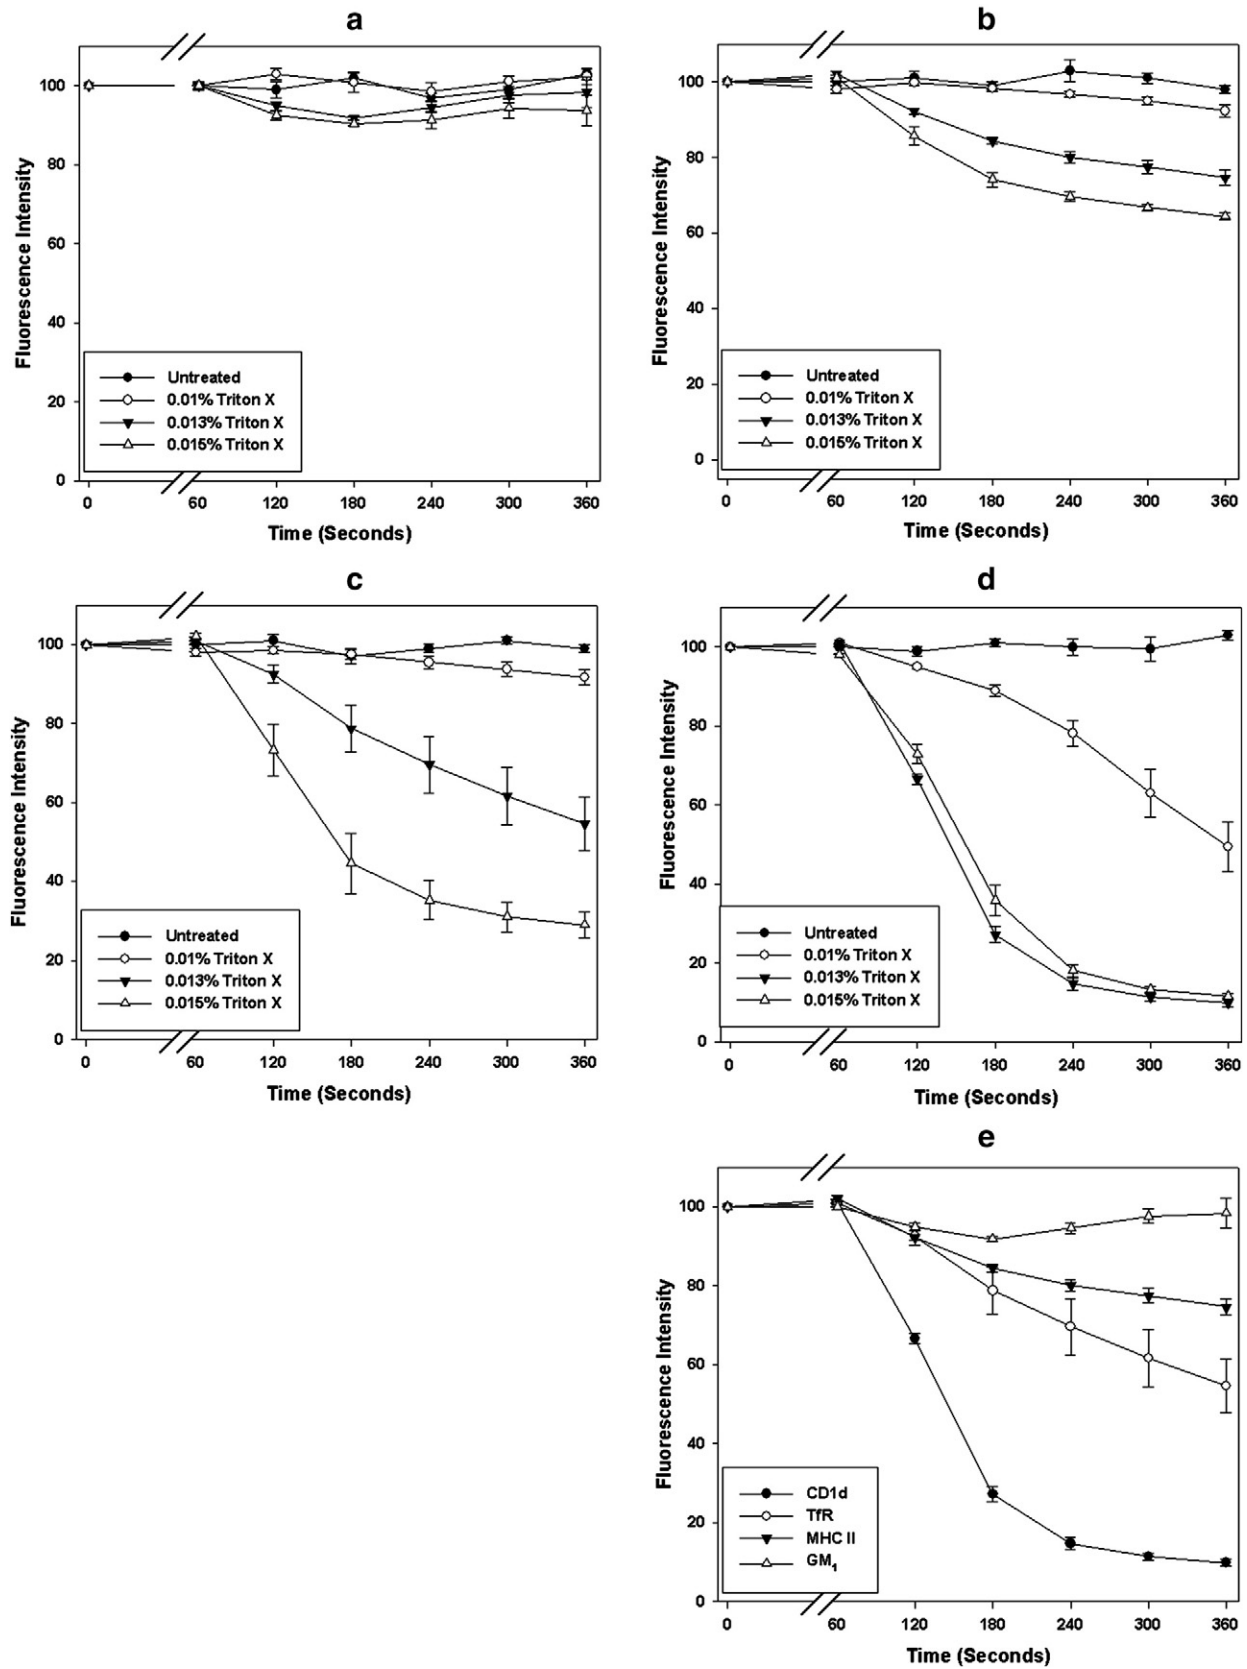 a
Fluorescence Intensity
100
80
60
40
20
0
Untreated
0.01% Triton X
0.013% Triton X
0.015% Triton X
0 60 120 180 240 300 360
Time (Seconds)
b
Fluorescence Intensity
100
80
60
40
20
0
Untreated
0.01% Triton X
0.013% Triton X
0.015% Triton X
0 60 120 180 240 300 360
Time (Seconds)
c
Fluorescence Intensity
100
80
60
40
20
0
Untreated
0.01% Triton X
0.013% Triton X
0.015% Triton X
0 60 120 180 240 300 360
Time (Seconds)
d
Fluorescence Intensity
100
80
60
40
20
0
Untreated
0.01% Triton X
0.013% Triton X
0.015% Triton X
0 60 120 180 240 300 360
Time (Seconds)
e
Fluorescence Intensity
100
80
60
40
20
0
CD1d
TfR
MHC II
GM₁
0 60 120 180 240 300 360
Time (Seconds)